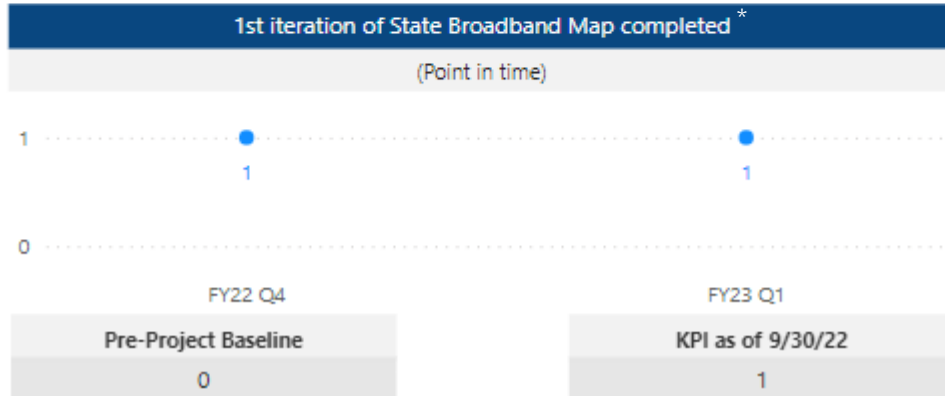 1st iteration of State Broadband Map completed *
(Point in time)
1
1 1
0
FY22 Q4 FY23 Q1
Pre-Project Baseline KPI as of 9/30/22
0 1